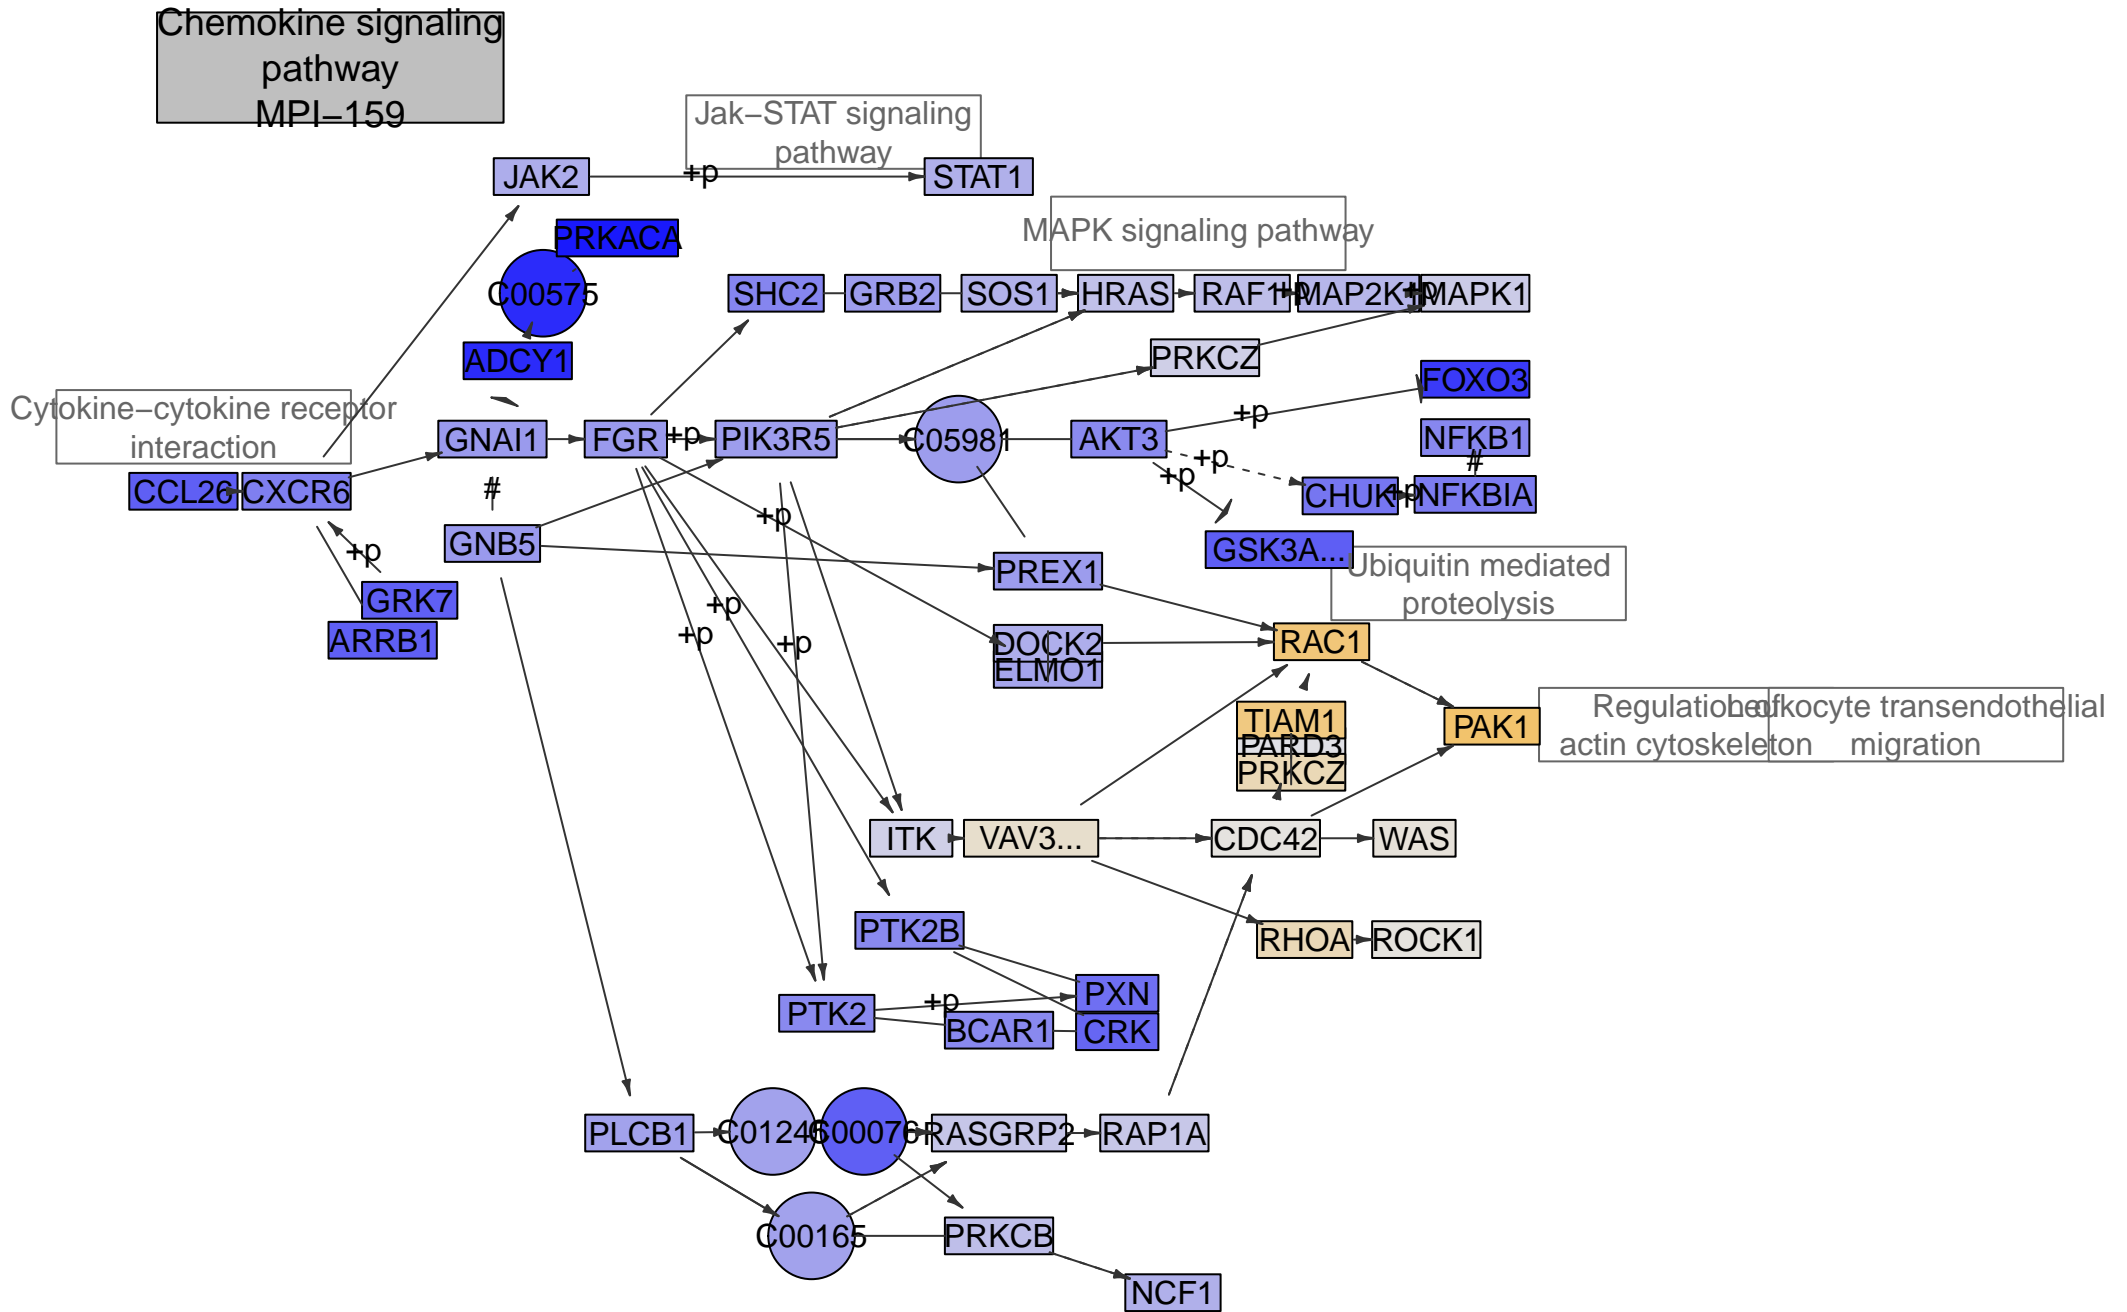 Chemokine signaling
pathway
MPI−159
Jak−STAT signaling
pathway
JAK2
+p
STAT1
PRKACA
MAPK signaling pathway
C00575
SHC2
GRB2
SOS1
HRAS
RAF1
+p
MAP2K1
+p
MAPK1
ADCY1
PRKCZ
FOXO3
Cytokine−cytokine receptor
interaction
+p
GNAI1
FGR
+p
PIK3R5
C05981
AKT3
NFKB1
+p
#
CCL26
CXCR6
#
+p
CHUK
+p
NFKBIA
+p
GNB5
+p
GSK3A...
PREX1
Ubiquitin mediated
proteolysis
GRK7
+p
ARRB1
+p
+p
DOCK2
ELMO1
RAC1
TIAM1
PARD3
PRKCZ
PAK1
Regulation of
actin cytoskeleton
Leukocyte transendothelial
migration
ITK
VAV3...
CDC42
WAS
PTK2B
RHOA
ROCK1
PTK2
+p
PXN
BCAR1
CRK
PLCB1
C01245
C00076
RASGRP2
RAP1A
C00165
PRKCB
NCF1